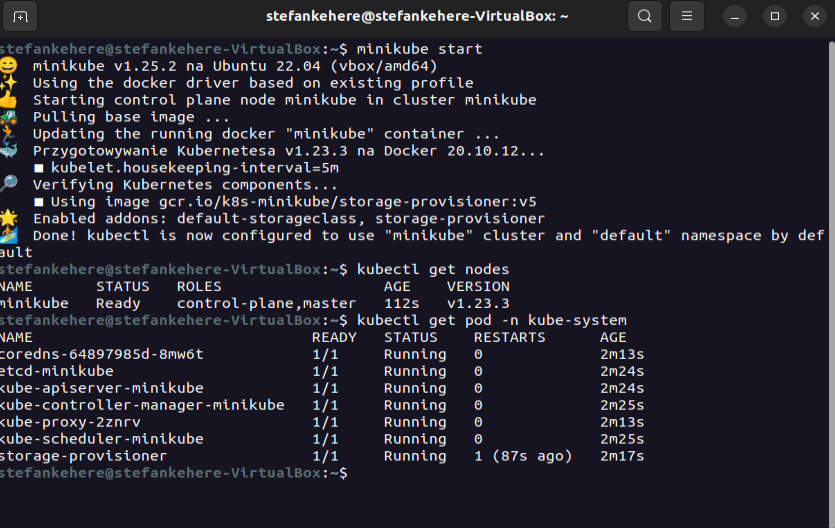 stefankehere@stefankehere-VirtualBox: ~
stefankehere@stefankehere-VirtualBox:~$ minikube start
minikube v1.25.2 na Ubuntu 22.04 (vbox/amd64)
Using the docker driver based on existing profile
Starting control plane node minikube in cluster minikube
Pulling base image ...
Updating the running docker "minikube" container ...
Przygotowywanie Kubernetesa v1.23.3 na Docker 20.10.12...
■ kubelet.housekeeping-interval=5m
Verifying Kubernetes components...
■ Using image gcr.io/k8s-minikube/storage-provisioner:v5
Enabled addons: default-storageclass, storage-provisioner
Done! kubectl is now configured to use "minikube" cluster and "default" namespace by def
ault
stefankehere@stefankehere-VirtualBox:~$ kubectl get nodes
NAME STATUS ROLES AGE VERSION
minikube Ready control-plane,master 112s v1.23.3
stefankehere@stefankehere-VirtualBox:~$ kubectl get pod -n kube-system
NAME READY STATUS RESTARTS AGE
coredns-64897985d-8mw6t 1/1 Running 0 2m13s
etcd-minikube 1/1 Running 0 2m24s
kube-apiserver-minikube 1/1 Running 0 2m24s
kube-controller-manager-minikube 1/1 Running 0 2m25s
kube-proxy-2znrv 1/1 Running 0 2m13s
kube-scheduler-minikube 1/1 Running 0 2m25s
storage-provisioner 1/1 Running 1 (87s ago) 2m17s
stefankehere@stefankehere-VirtualBox:~$